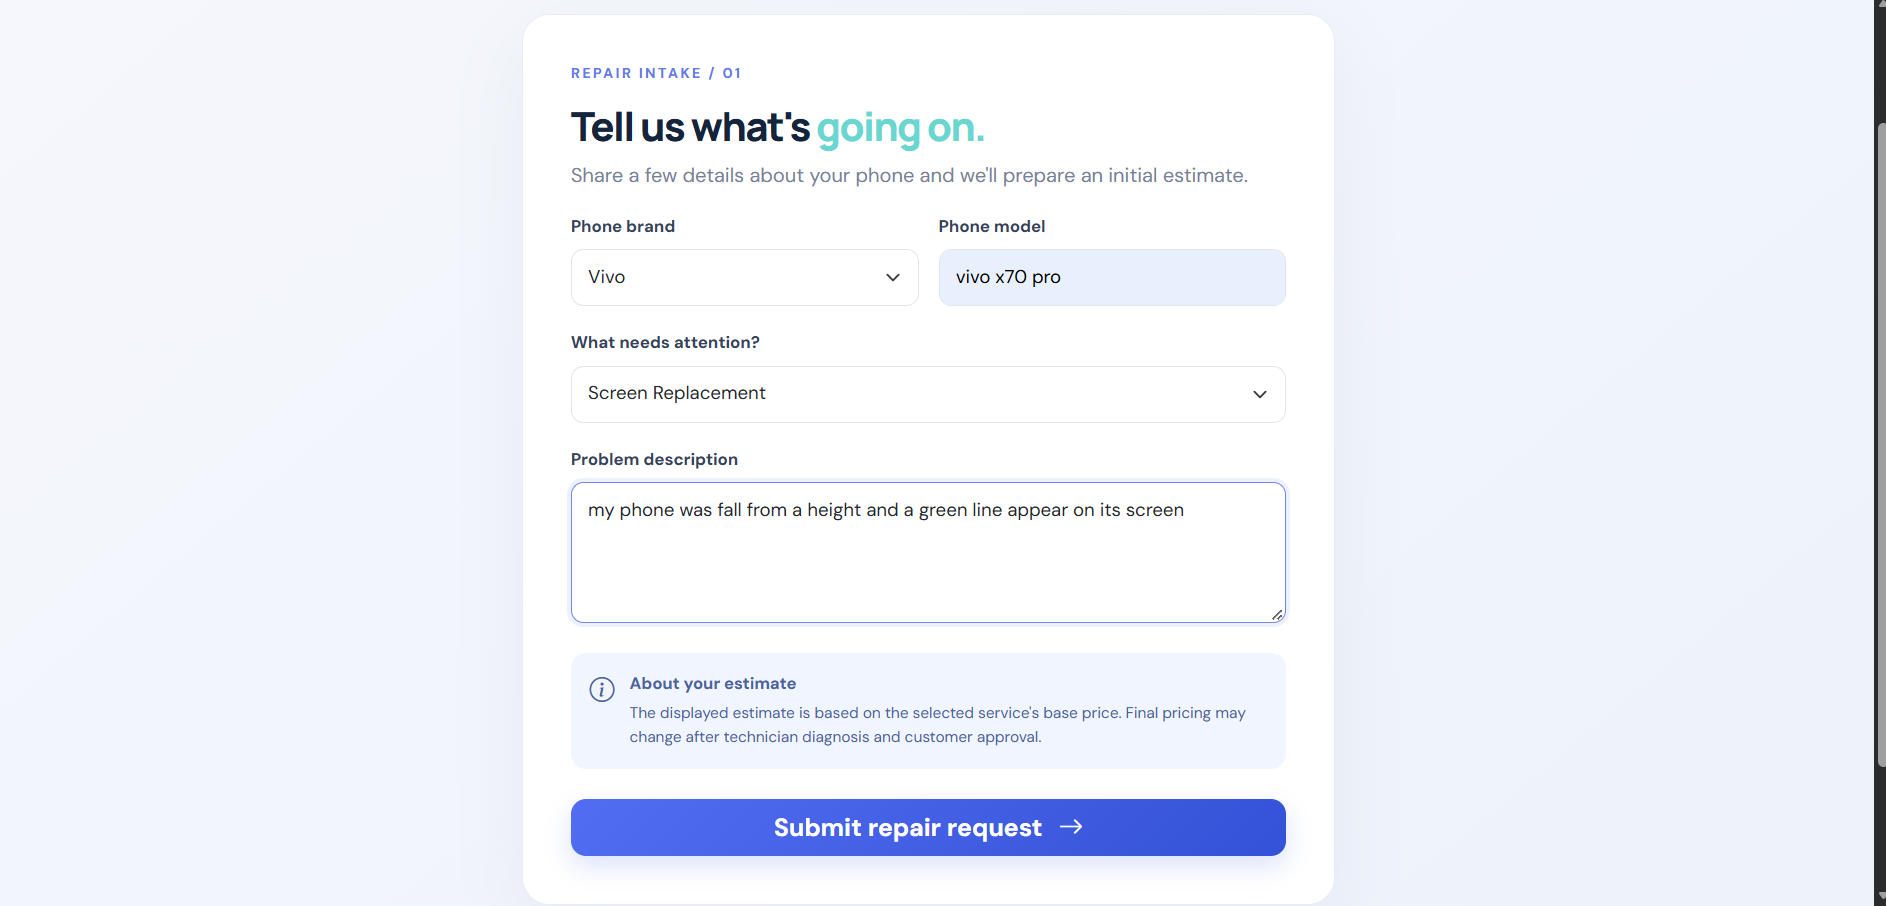 REPAIR INTAKE / 01
Tell us what's going on.
Share a few details about your phone and we'll prepare an initial estimate.
Phone brand
Phone model
Vivo
vivo x70 pro
What needs attention?
Screen Replacement
Problem description
my phone was fall from a height and a green line appear on its screen
About your estimate
The displayed estimate is based on the selected service's base price. Final pricing may
change after technician diagnosis and customer approval.
Submit repair request →